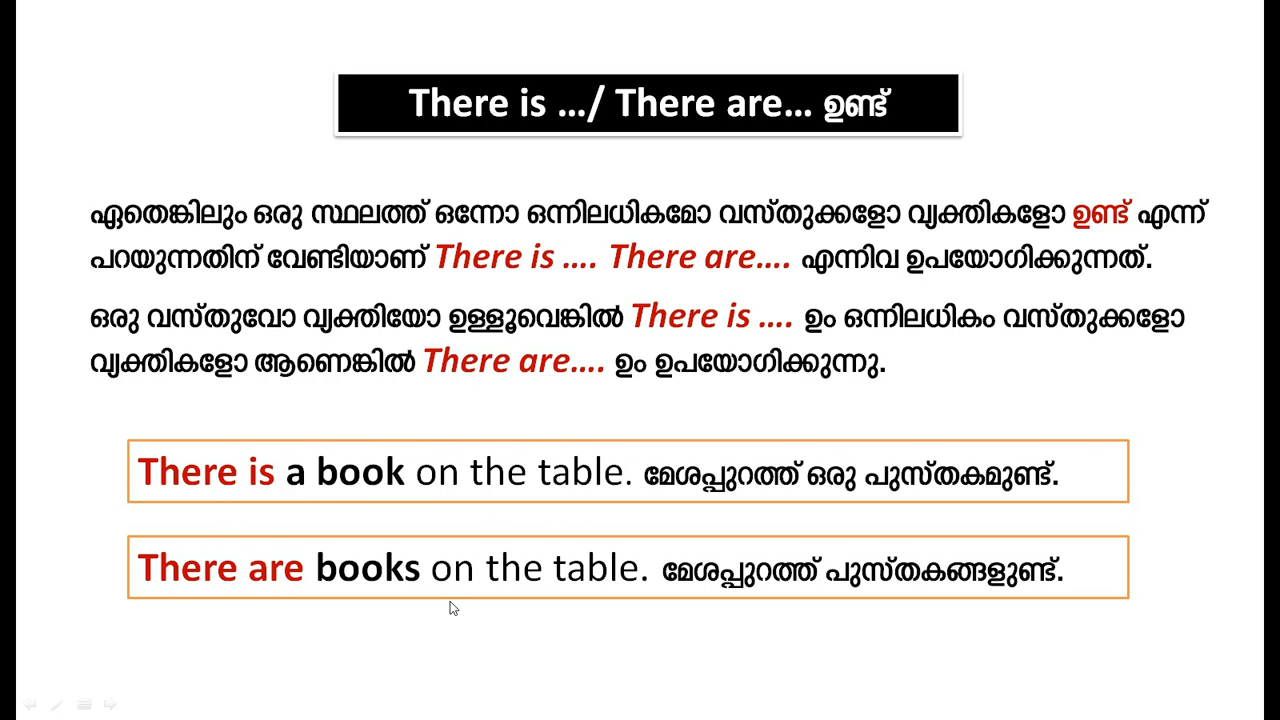 There is .../ There are... ഉണ്ട്
ഏതെങ്കിലും ഒരു സ്ഥലത്ത് ഒന്നോ ഒന്നിലധികമോ വസ്തുക്കളോ വ്യക്തികളോ ഉണ്ട് എന്ന്
പറയുന്നതിന് വേണ്ടിയാണ് There is .... There are.... എന്നിവ ഉപയോഗിക്കുന്നത്.
ഒരു വസ്തുവോ വ്യക്തിയോ ഉള്ളൂവെങ്കിൽ There is .... ഉം ഒന്നിലധികം വസ്തുക്കളോ
വ്യക്തികളോ ആണെങ്കിൽ There are.... ഉം ഉപയോഗിക്കുന്നു.
There is a book on the table. മേശപ്പുറത്ത് ഒരു പുസ്തകമുണ്ട്.
There are books on the table. മേശപ്പുറത്ത് പുസ്തകങ്ങളുണ്ട്.